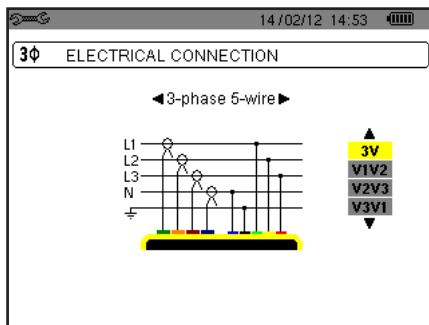 14/02/12 14:53
3Φ ELECTRICAL CONNECTION
◄3-phase 5-wire►
L1
L2
L3
N
3V
V1V2
V2V3
V3V1